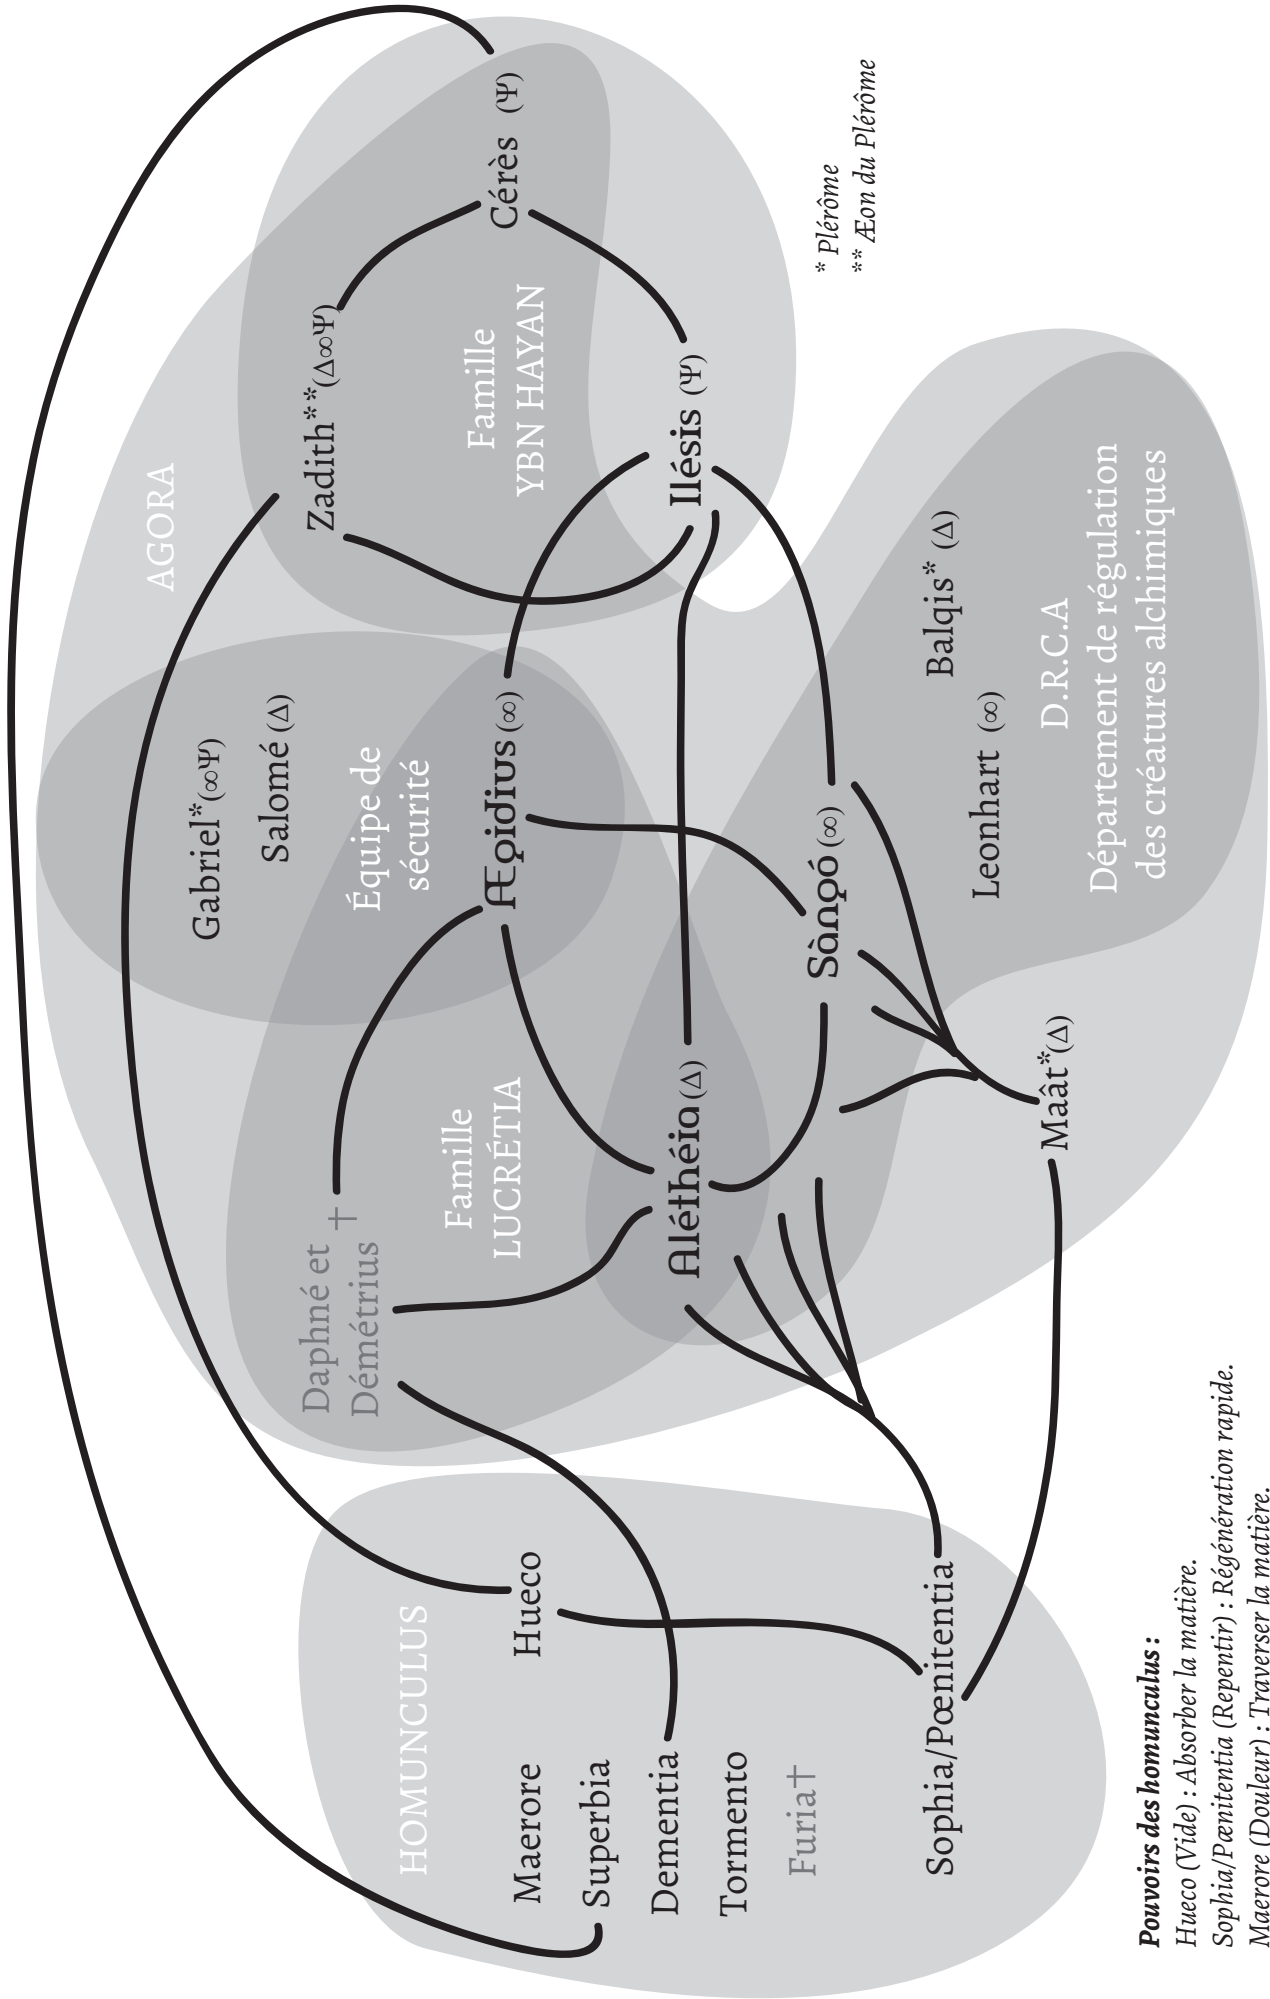 HOMUNCULUS
Maerore
Superbia
Dementia
Tormento
Furia†
Hueco
Sophia/Pœnitentia
AGORA
Daphné et
Démétrius †
Famille
LUCRÉTIA
Aléthéia (Δ)
Gabriel*(∞Ψ)
Salomé (Δ)
Équipe de
sécurité
Ægidius (∞)
Sàngó (∞)
Maât*(Δ)
Zadith**(Δ∞Ψ)
Famille
YBN HAYAN
Cérès (Ψ)
Ilésis (Ψ)
Leonhart (∞)
Balqis* (Δ)
D.R.C.A
Département de régulation
des créatures alchimiques
* Plérôme
** Æon du Plérôme
Pouvoirs des homunculus :
Hueco (Vide) : Absorber la matière.
Sophia/Pœnitentia (Repentir) : Régénération rapide.
Maerore (Douleur) : Traverser la matière.